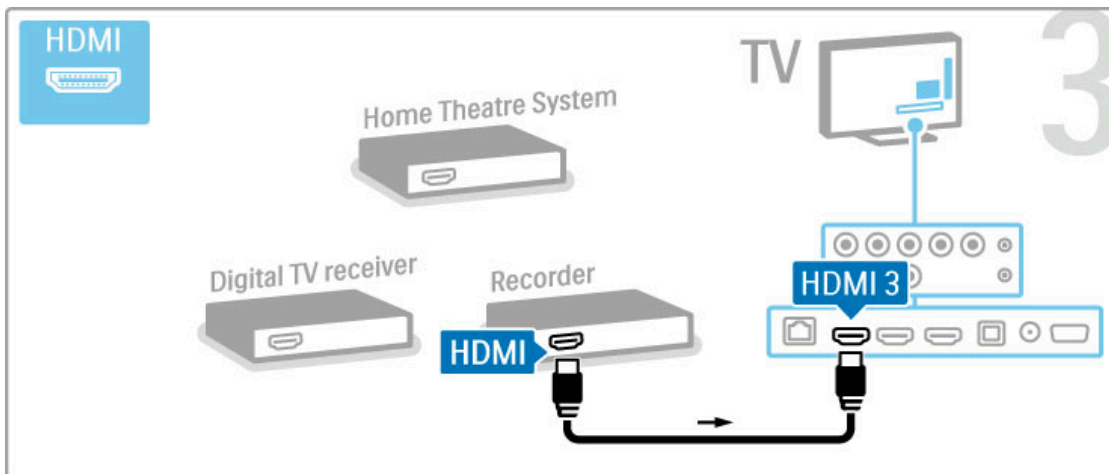 HDMI
TV
3
Home Theatre System
Digital TV receiver
Recorder
HDMI 3
HDMI